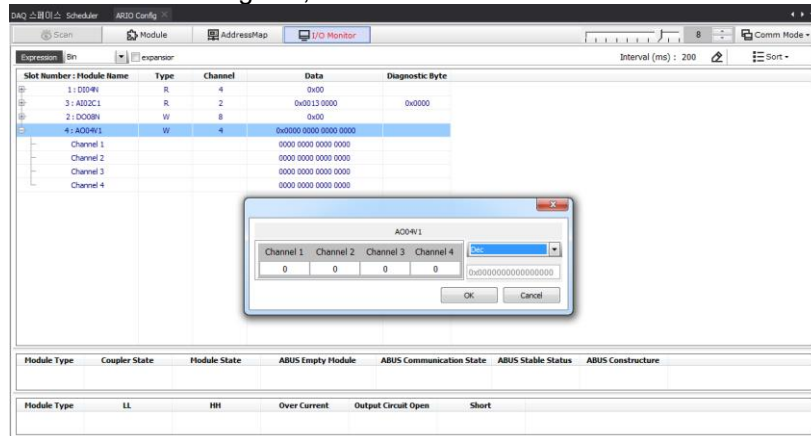 DAQ 스페이스 Scheduler ARIO Config
Scan Module AddressMap I/O Monitor 8 Comm Mode
Expression Bin expansior Interval (ms) : 200 Sort
Slot Number : Module Name Type Channel Data Diagnostic Byte
1 : DI04N R 4 0x00
3 : AI02C1 R 2 0x0013 0000 0x0000
2 : DO08N W 8 0x00
4 : AO04V1 W 4 0x0000 0000 0000 0000
Channel 1 0000 0000 0000 0000
Channel 2 0000 0000 0000 0000
Channel 3 0000 0000 0000 0000
Channel 4 0000 0000 0000 0000
AO04V1
Channel 1 Channel 2 Channel 3 Channel 4 Dec
0 0 0 0 0x0000000000000000
OK Cancel
Module Type Coupler State Module State ABUS Empty Module ABUS Communication State ABUS Stable Status ABUS Constructure
Module Type LL HH Over Current Output Circuit Open Short